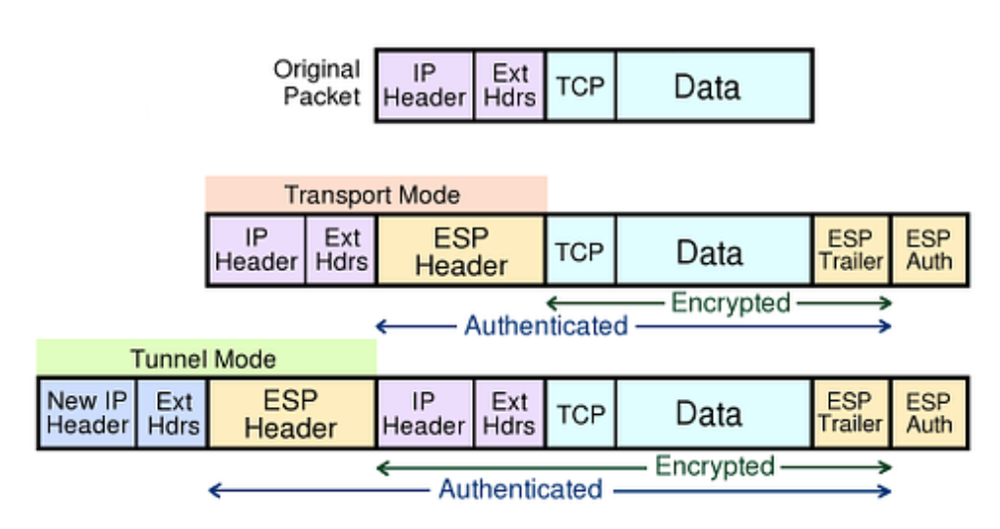 Original
Packet
IP
Header
Ext
Hdrs
TCP
Data
Transport Mode
IP
Header
Ext
Hdrs
ESP
Header
TCP
Data
ESP
Trailer
ESP
Auth
Encrypted
Authenticated
Tunnel Mode
New IP
Header
Ext
Hdrs
ESP
Header
IP
Header
Ext
Hdrs
TCP
Data
ESP
Trailer
ESP
Auth
Encrypted
Authenticated